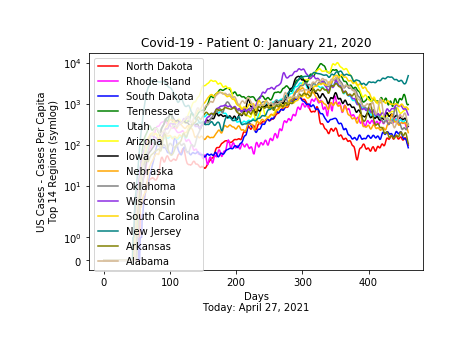 Covid-19 - Patient 0: January 21, 2020
US Cases - Cases Per Capita
Top 14 Regions (symlog)
10⁴
10³
10²
10¹
10⁰
0
North Dakota
Rhode Island
South Dakota
Tennessee
Utah
Arizona
Iowa
Nebraska
Oklahoma
Wisconsin
South Carolina
New Jersey
Arkansas
Alabama
0 100 200 300 400
Days
Today: April 27, 2021